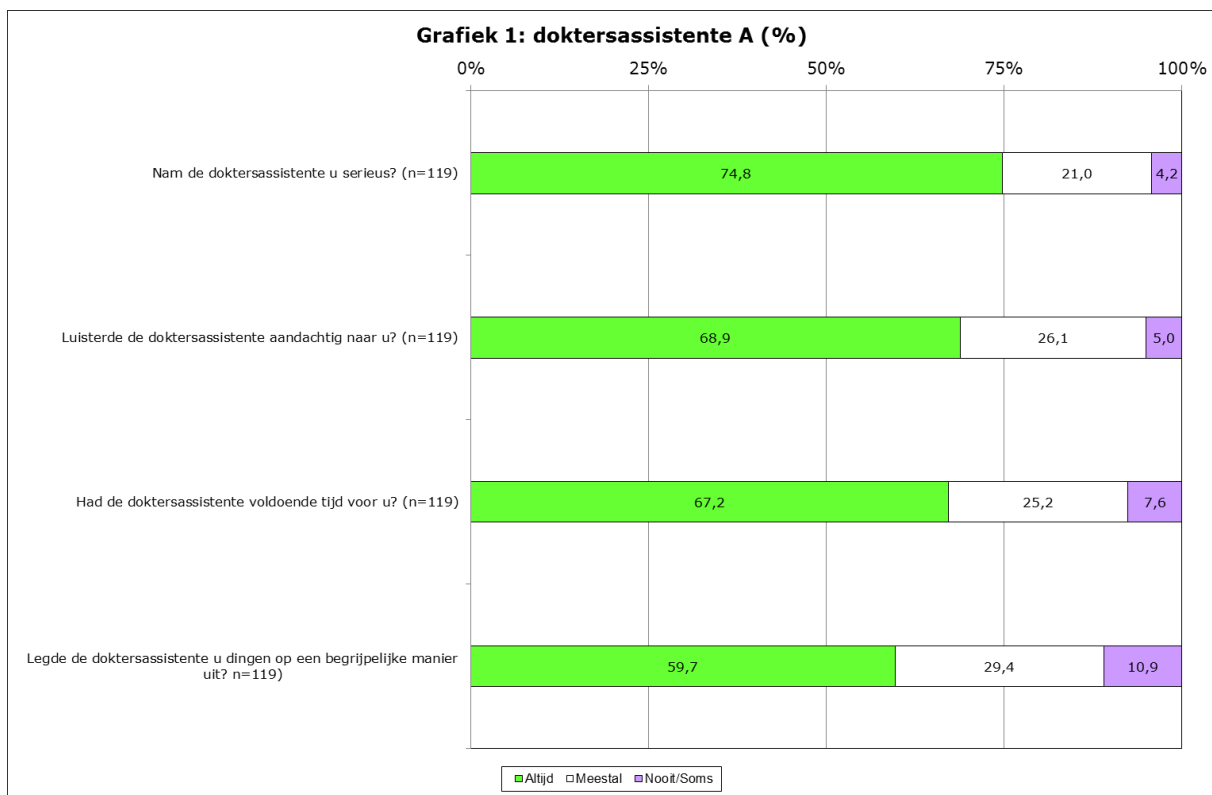 Grafiek 1: doktersassistente A (%)
0% 25% 50% 75% 100%
Nam de doktersassistente u serieus? (n=119) 74,8 21,0 4,2
Luisterde de doktersassistente aandachtig naar u? (n=119) 68,9 26,1 5,0
Had de doktersassistente voldoende tijd voor u? (n=119) 67,2 25,2 7,6
Legde de doktersassistente u dingen op een begrijpelijke manier
uit? n=119) 59,7 29,4 10,9
Altijd Meestal Nooit/Soms